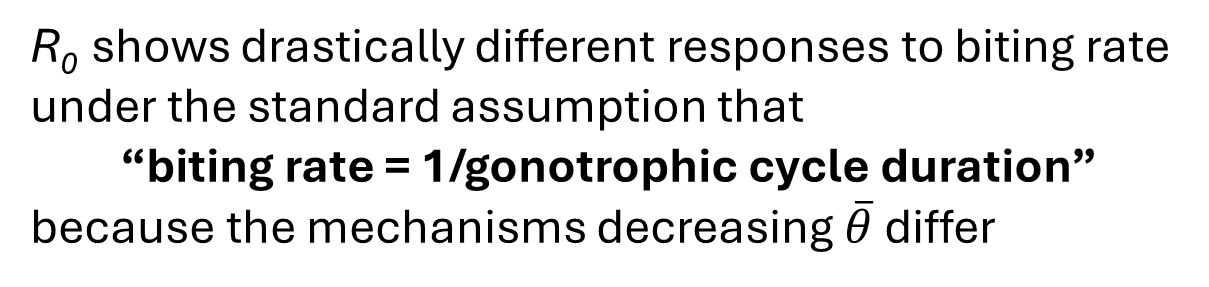 R₀ shows drastically different responses to biting rate
under the standard assumption that
“biting rate = 1/gonotrophic cycle duration”
because the mechanisms decreasing θ̄ differ